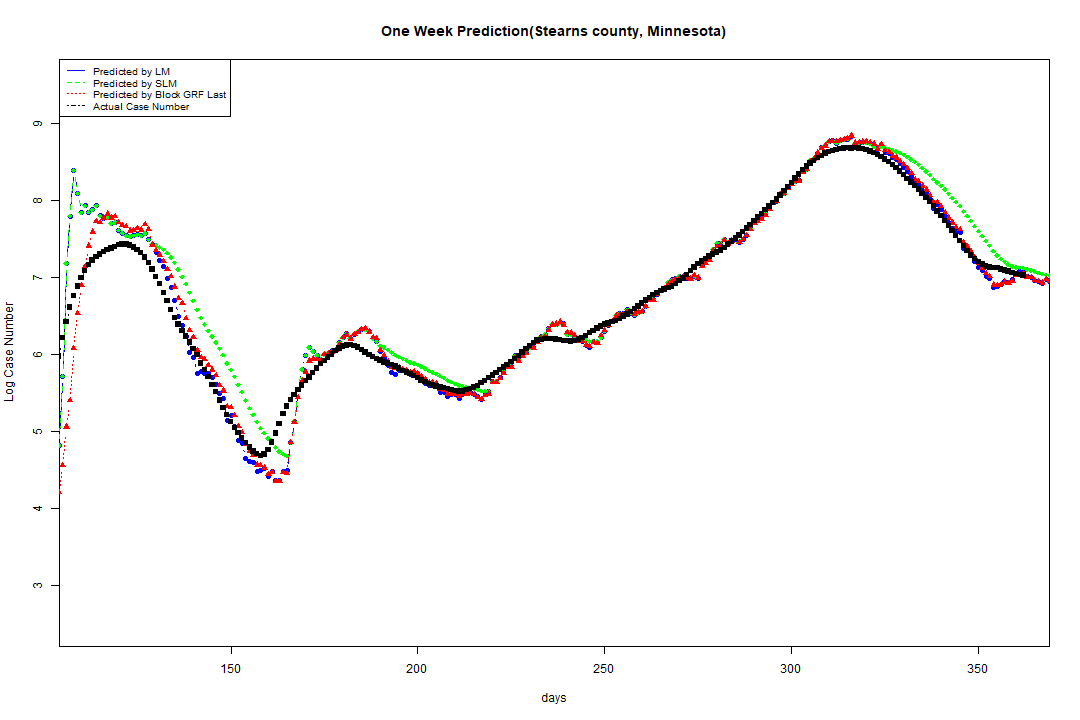 One Week Prediction(Stearns county, Minnesota)
Predicted by LM
Predicted by SLM
Predicted by Block GRF Last
Actual Case Number
9
8
7
6
5
4
3
Log Case Number
150 200 250 300 350
days